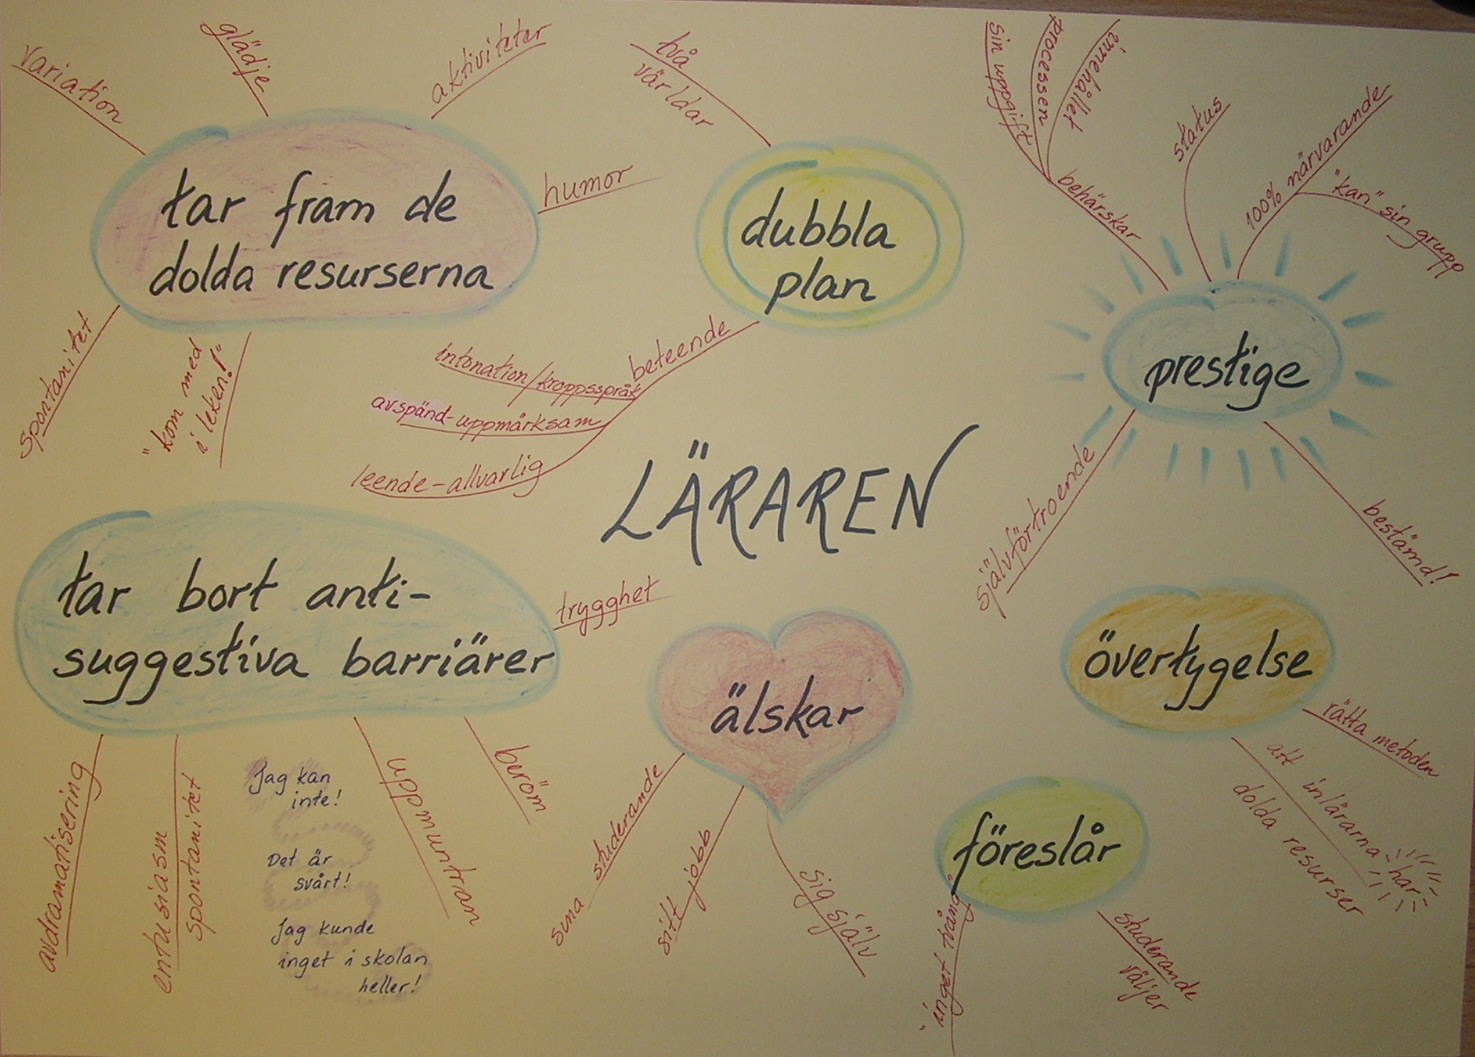 LÄRAREN
tar fram de
dolda resurserna
variation
glädje
aktiviteter
humor
spontanitet
"kom med
i leken!"
dubbla
plan
två
världar
beteende
intonation/kroppsspråk
avspänd-uppmärksam
leende-allvarlig
prestige
behärskar
sin uppgift
processen
innehållet
status
100% närvarande
"kan" sin grupp
självförtroende
bestämd!
tar bort anti-
suggestiva barriärer
trygghet
avdramatisering
entusiasm
spontanitet
Jag kan
inte!
Det är
svårt!
Jag kunde
inget i skolan
heller!
uppmuntran
beröm
älskar
sina studerande
sitt jobb
sig själv
övertygelse
rätta metoden
att inlärarna har
dolda resurser
föreslår
inget tvång
studerande
väljer